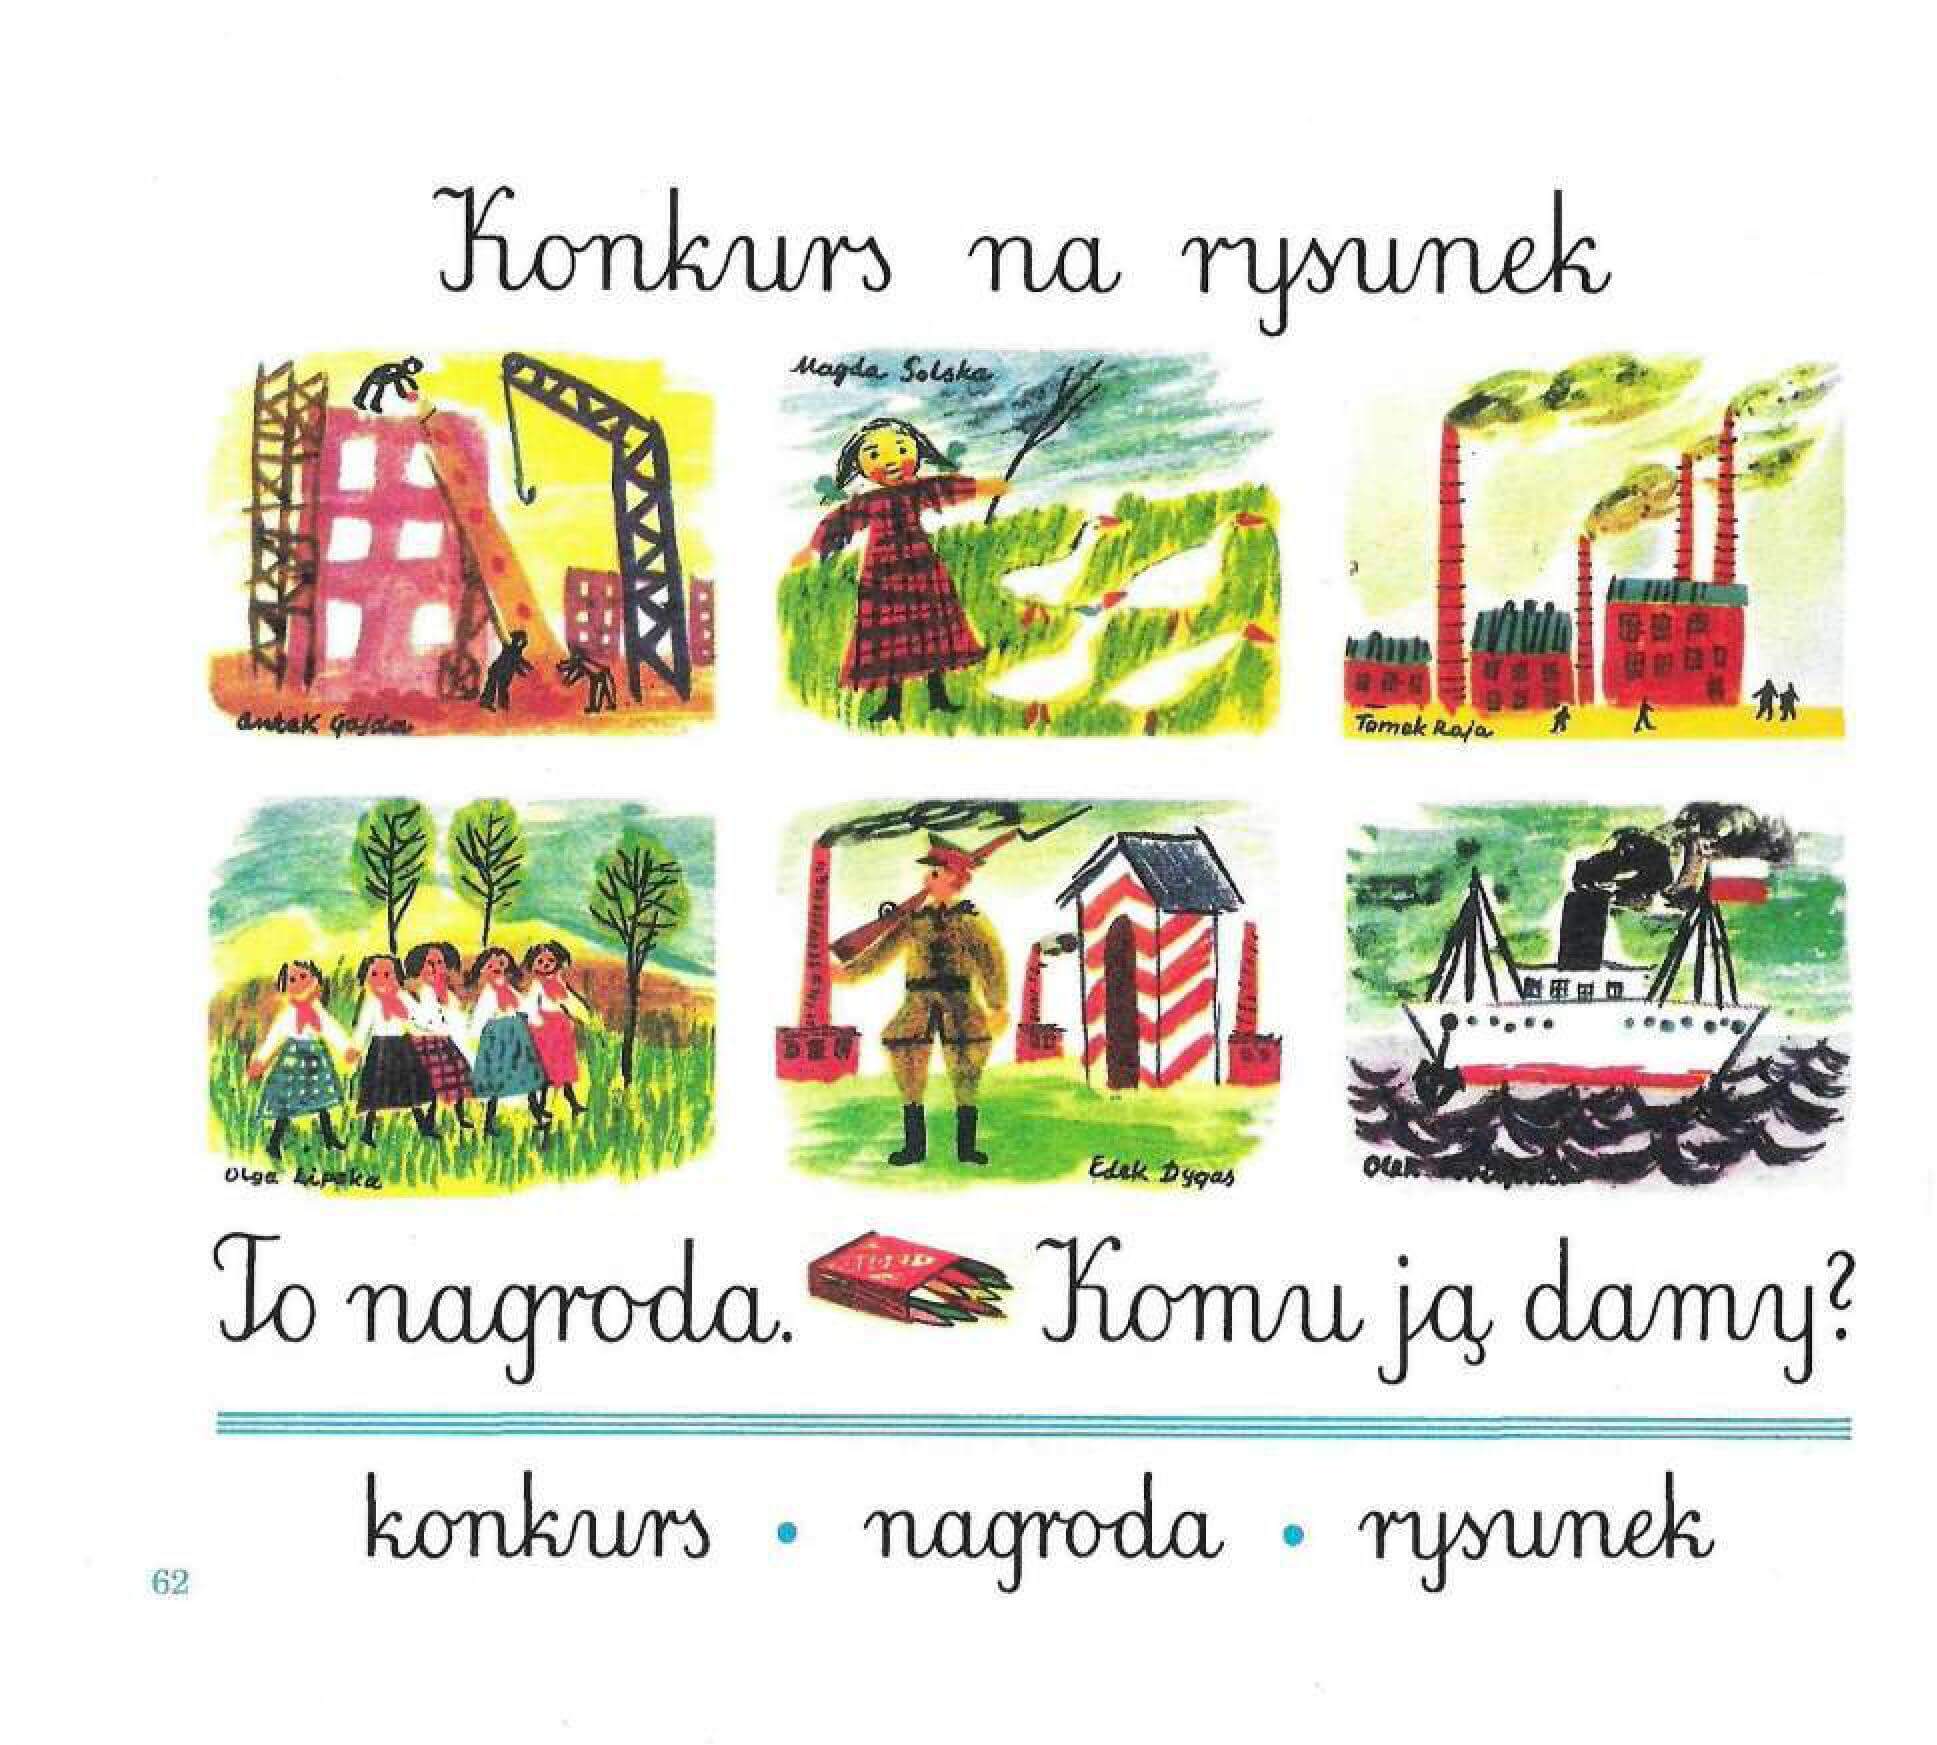 Konkurs na rysunek
Magda Solska
Antek Gajda
Tomek Raja
Olga Lipska
Edek Dygas
Olek
To nagroda. Komu ją damy?
konkurs • nagroda • rysunek
62